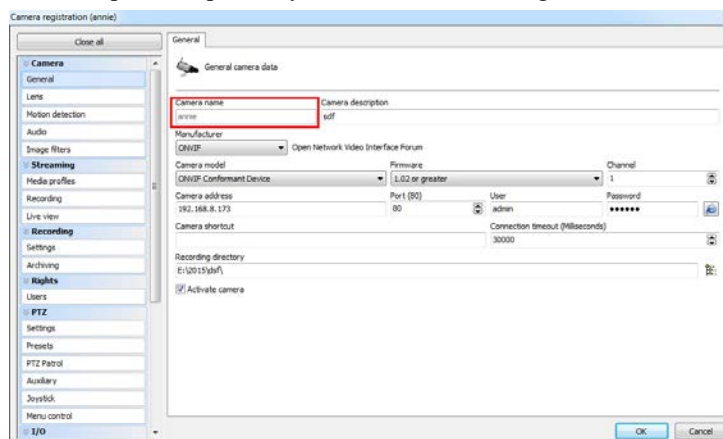 Camera registration (annie)
Close all
General
Camera
General
General camera data
Lens
Camera name Camera description
Motion detection
annie sdf
Audio
Manufacturer
Image filters
ONVIF Open Network Video Interface Forum
Streaming
Camera model Firmware Channel
Media profiles
ONVIF Conformant Device 1.02 or greater 1
Recording
Camera address Port (80) User Password
192.168.8.173 80 admin ●●●●●●
Live view
Camera shortcut Connection timeout (Miliseconds)
Recording
30000
Settings
Recording directory
Archiving
E:\2015\dsf\
Rights
Activate camera
Users
PTZ
Settings
Presets
PTZ Patrol
Auxiliary
Joystick
Menu control
I/O
OK Cancel